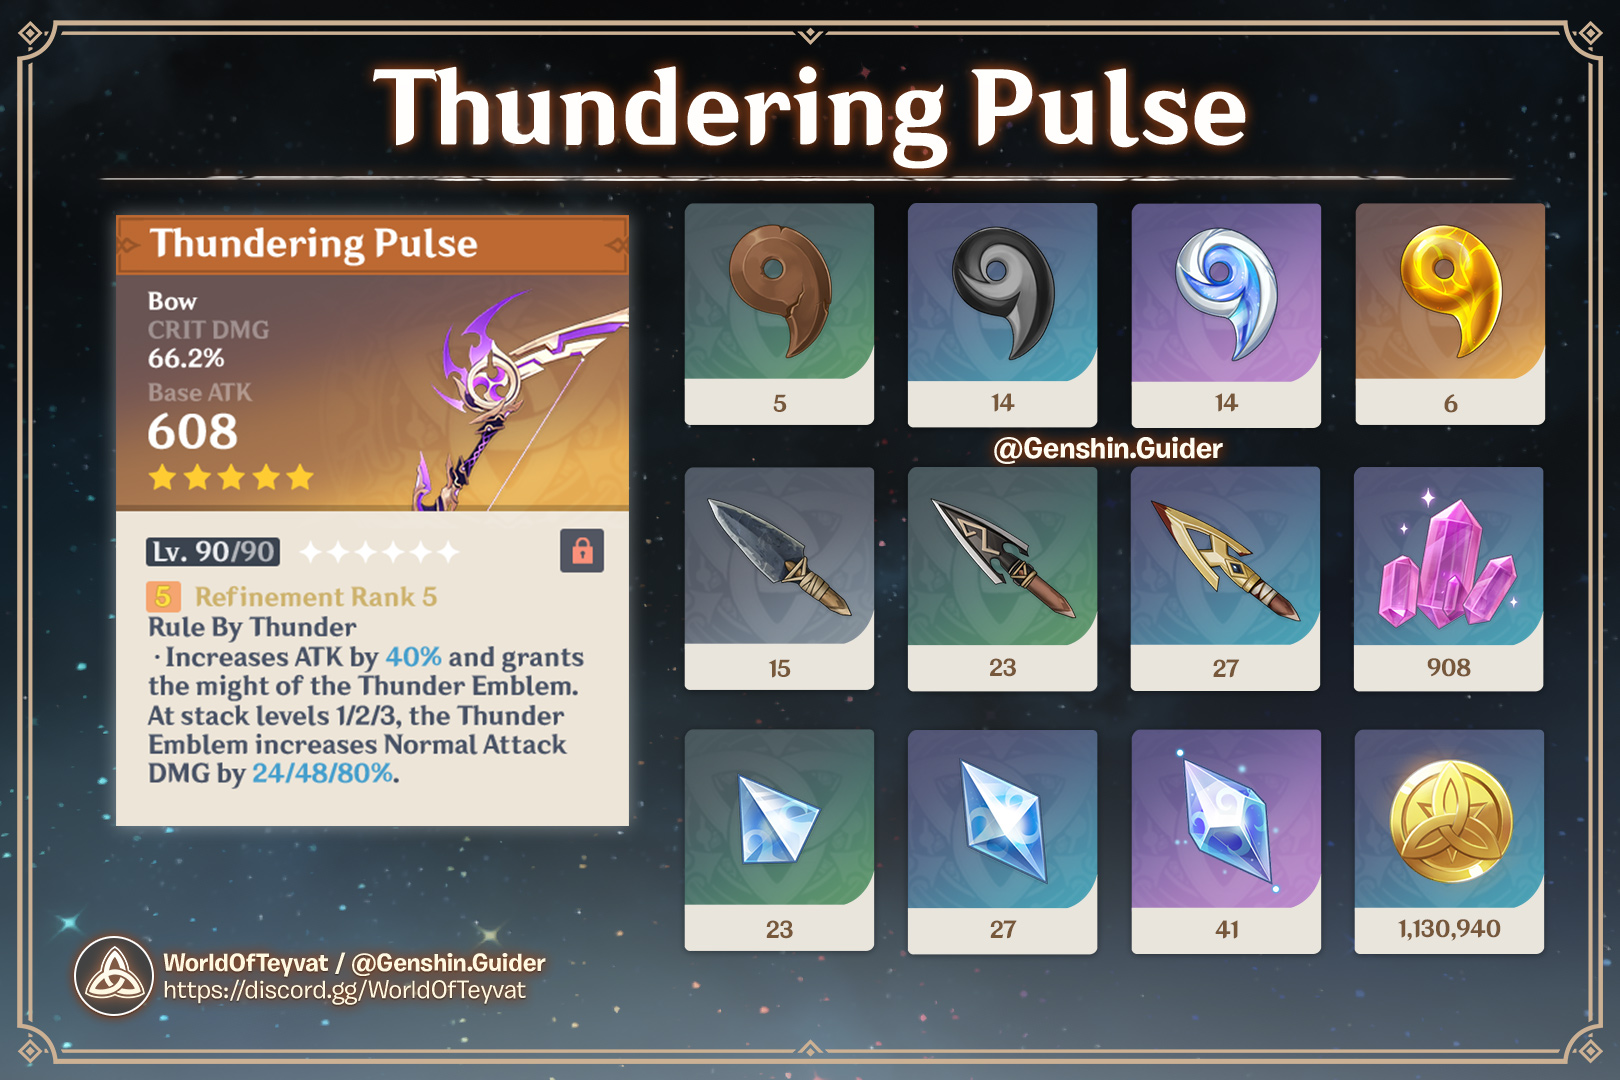 Thundering Pulse
Thundering Pulse
Bow
CRIT DMG
66.2%
Base ATK
608
Lv. 90/90
5 Refinement Rank 5
Rule By Thunder
· Increases ATK by 40% and grants
the might of the Thunder Emblem.
At stack levels 1/2/3, the Thunder
Emblem increases Normal Attack
DMG by 24/48/80%.
5
14
14
6
@Genshin.Guider
15
23
27
908
23
27
41
1,130,940
WorldOfTeyvat / @Genshin.Guider
https://discord.gg/WorldOfTeyvat